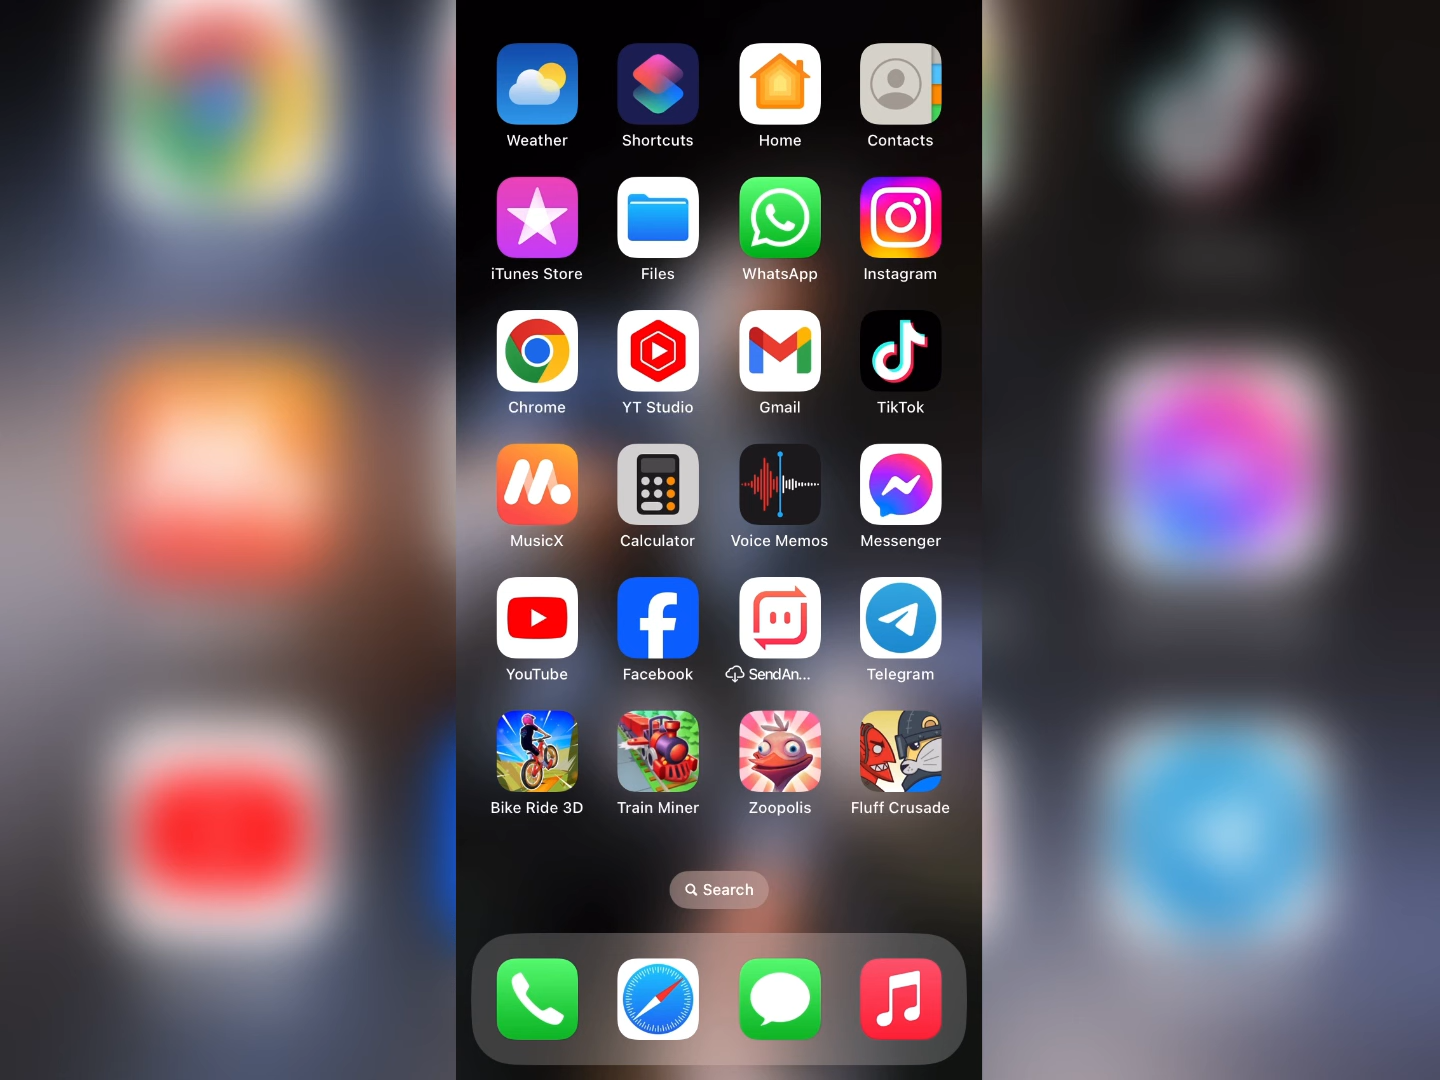 Weather Shortcuts Home Contacts
iTunes Store Files WhatsApp Instagram
Chrome YT Studio Gmail TikTok
MusicX Calculator Voice Memos Messenger
YouTube Facebook SendAn... Telegram
Bike Ride 3D Train Miner Zoopolis Fluff Crusade
Search